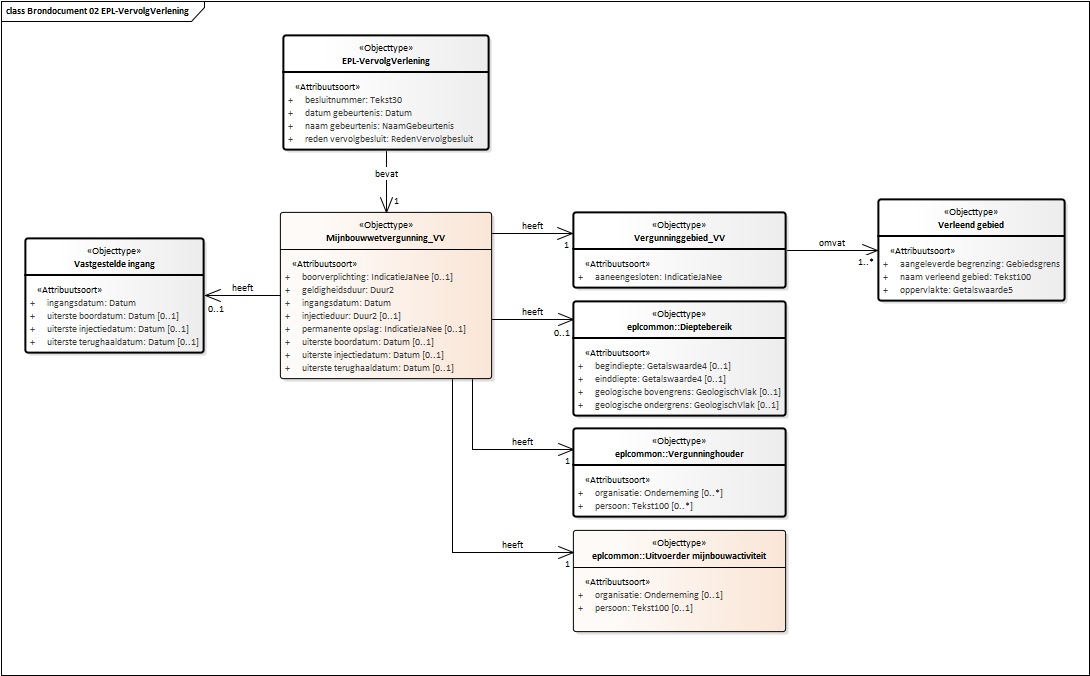 class Brondocument 02 EPL-VervolgVerlening
«Objecttype»
EPL-VervolgVerlening
«Attribuutsoort»
+ besluitnummer: Tekst30
+ datum gebeurtenis: Datum
+ naam gebeurtenis: NaamGebeurtenis
+ reden vervolgbesluit: RedenVervolgbesluit
bevat
1
«Objecttype»
Mijnbouwwetvergunning_VV
«Attribuutsoort»
+ boorverplichting: IndicatieJaNee [0..1]
+ geldigheidsduur: Duur2
+ ingangsdatum: Datum
+ injectieduur: Duur2 [0..1]
+ permanente opslag: IndicatieJaNee [0..1]
+ uiterste boordatum: Datum [0..1]
+ uiterste injectiedatum: Datum [0..1]
+ uiterste terughaaldatum: Datum [0..1]
heeft
0..1
«Objecttype»
Vastgestelde ingang
«Attribuutsoort»
+ ingangsdatum: Datum
+ uiterste boordatum: Datum [0..1]
+ uiterste injectiedatum: Datum [0..1]
+ uiterste terughaaldatum: Datum [0..1]
heeft
1
«Objecttype»
Vergunninggebied_VV
«Attribuutsoort»
+ aaneengesloten: IndicatieJaNee
omvat
1..*
«Objecttype»
Verleend gebied
«Attribuutsoort»
+ aangeleverde begrenzing: Gebiedsgrens
+ naam verleend gebied: Tekst100
+ oppervlakte: Getalswaarde5
heeft
0..1
«Objecttype»
eplcommon::Dieptebereik
«Attribuutsoort»
+ begindiepte: Getalswaarde4 [0..1]
+ einddiepte: Getalswaarde4 [0..1]
+ geologische bovengrens: GeologischVlak [0..1]
+ geologische ondergrens: GeologischVlak [0..1]
heeft
1
«Objecttype»
eplcommon::Vergunninghouder
«Attribuutsoort»
+ organisatie: Onderneming [0..*]
+ persoon: Tekst100 [0..*]
heeft
1
«Objecttype»
eplcommon::Uitvoerder mijnbouwactiviteit
«Attribuutsoort»
+ organisatie: Onderneming [0..1]
+ persoon: Tekst100 [0..1]